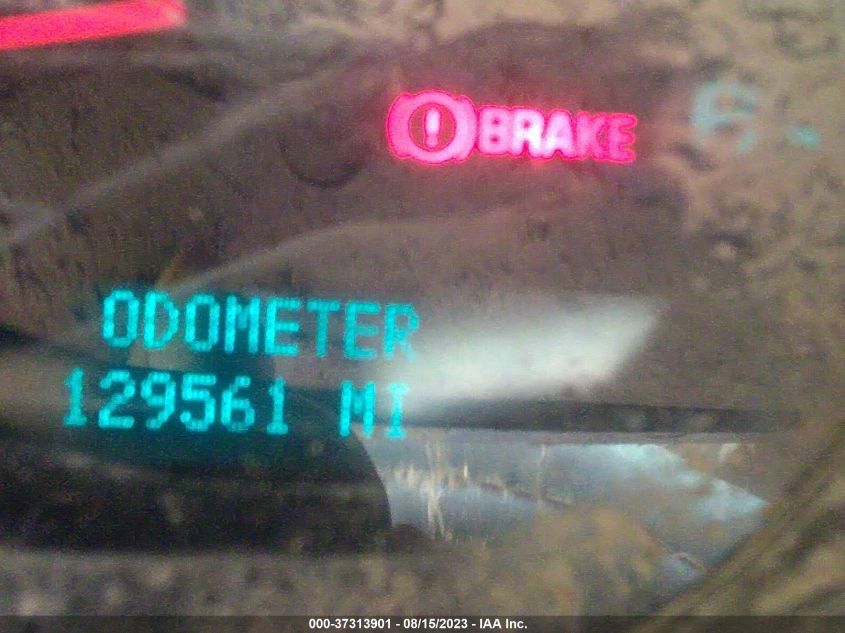 BRAKE
ODOMETER
129561 MI
000-37313901 - 08/15/2023 - IAA Inc.